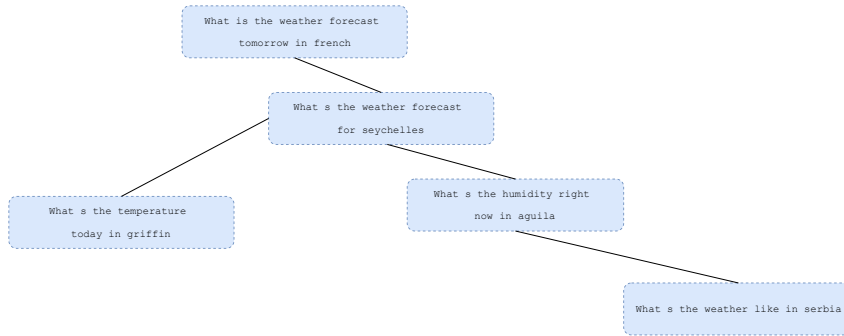 What is the weather forecast
tomorrow in french
What s the weather forecast
for seychelles
What s the temperature
today in griffin
What s the humidity right
now in aguila
What s the weather like in serbia